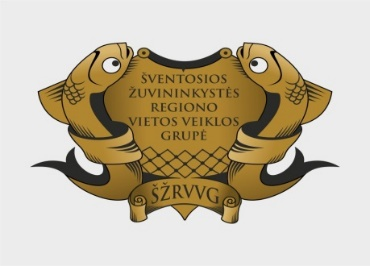 ŠVENTOSIOS
ŽUVININKYSTĖS
REGIONO
VIETOS VEIKLOS
GRUPĖ
ŠŽRVVG